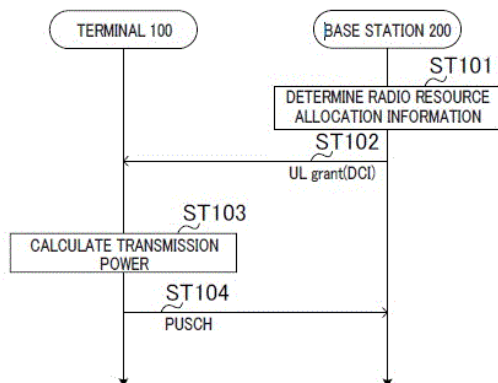 TERMINAL 100
BASE STATION 200
ST101
DETERMINE RADIO RESOURCE
ALLOCATION INFORMATION
ST102
UL grant(DCI)
ST103
CALCULATE TRANSMISSION
POWER
ST104
PUSCH